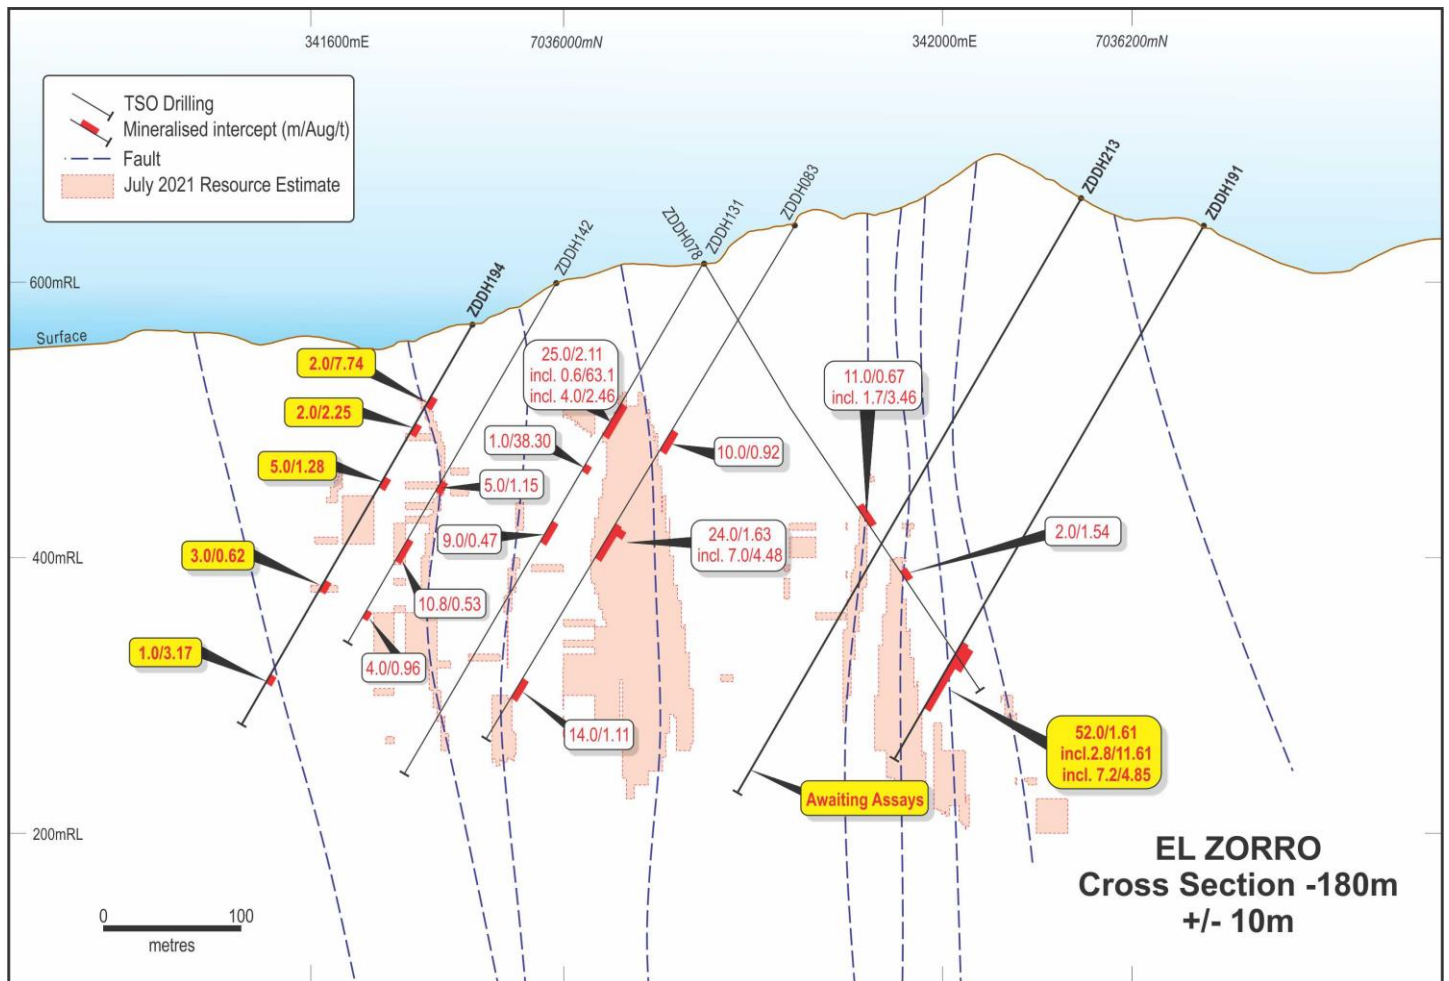 341600mE
7036000mN
342000mE
7036200mN
TSO Drilling
Mineralised intercept (m/Aug/t)
Fault
July 2021 Resource Estimate
ZDDH194
ZDDH142
ZDDH078
ZDDH131
ZDDH083
ZDDH213
ZDDH191
600mRL
Surface
400mRL
200mRL
2.0/7.74
2.0/2.25
5.0/1.28
3.0/0.62
1.0/3.17
25.0/2.11
incl. 0.6/63.1
incl. 4.0/2.46
1.0/38.30
5.0/1.15
9.0/0.47
10.8/0.53
4.0/0.96
10.0/0.92
24.0/1.63
incl. 7.0/4.48
14.0/1.11
11.0/0.67
incl. 1.7/3.46
2.0/1.54
52.0/1.61
incl.2.8/11.61
incl. 7.2/4.85
Awaiting Assays
EL ZORRO
Cross Section -180m
+/- 10m
0 100
metres